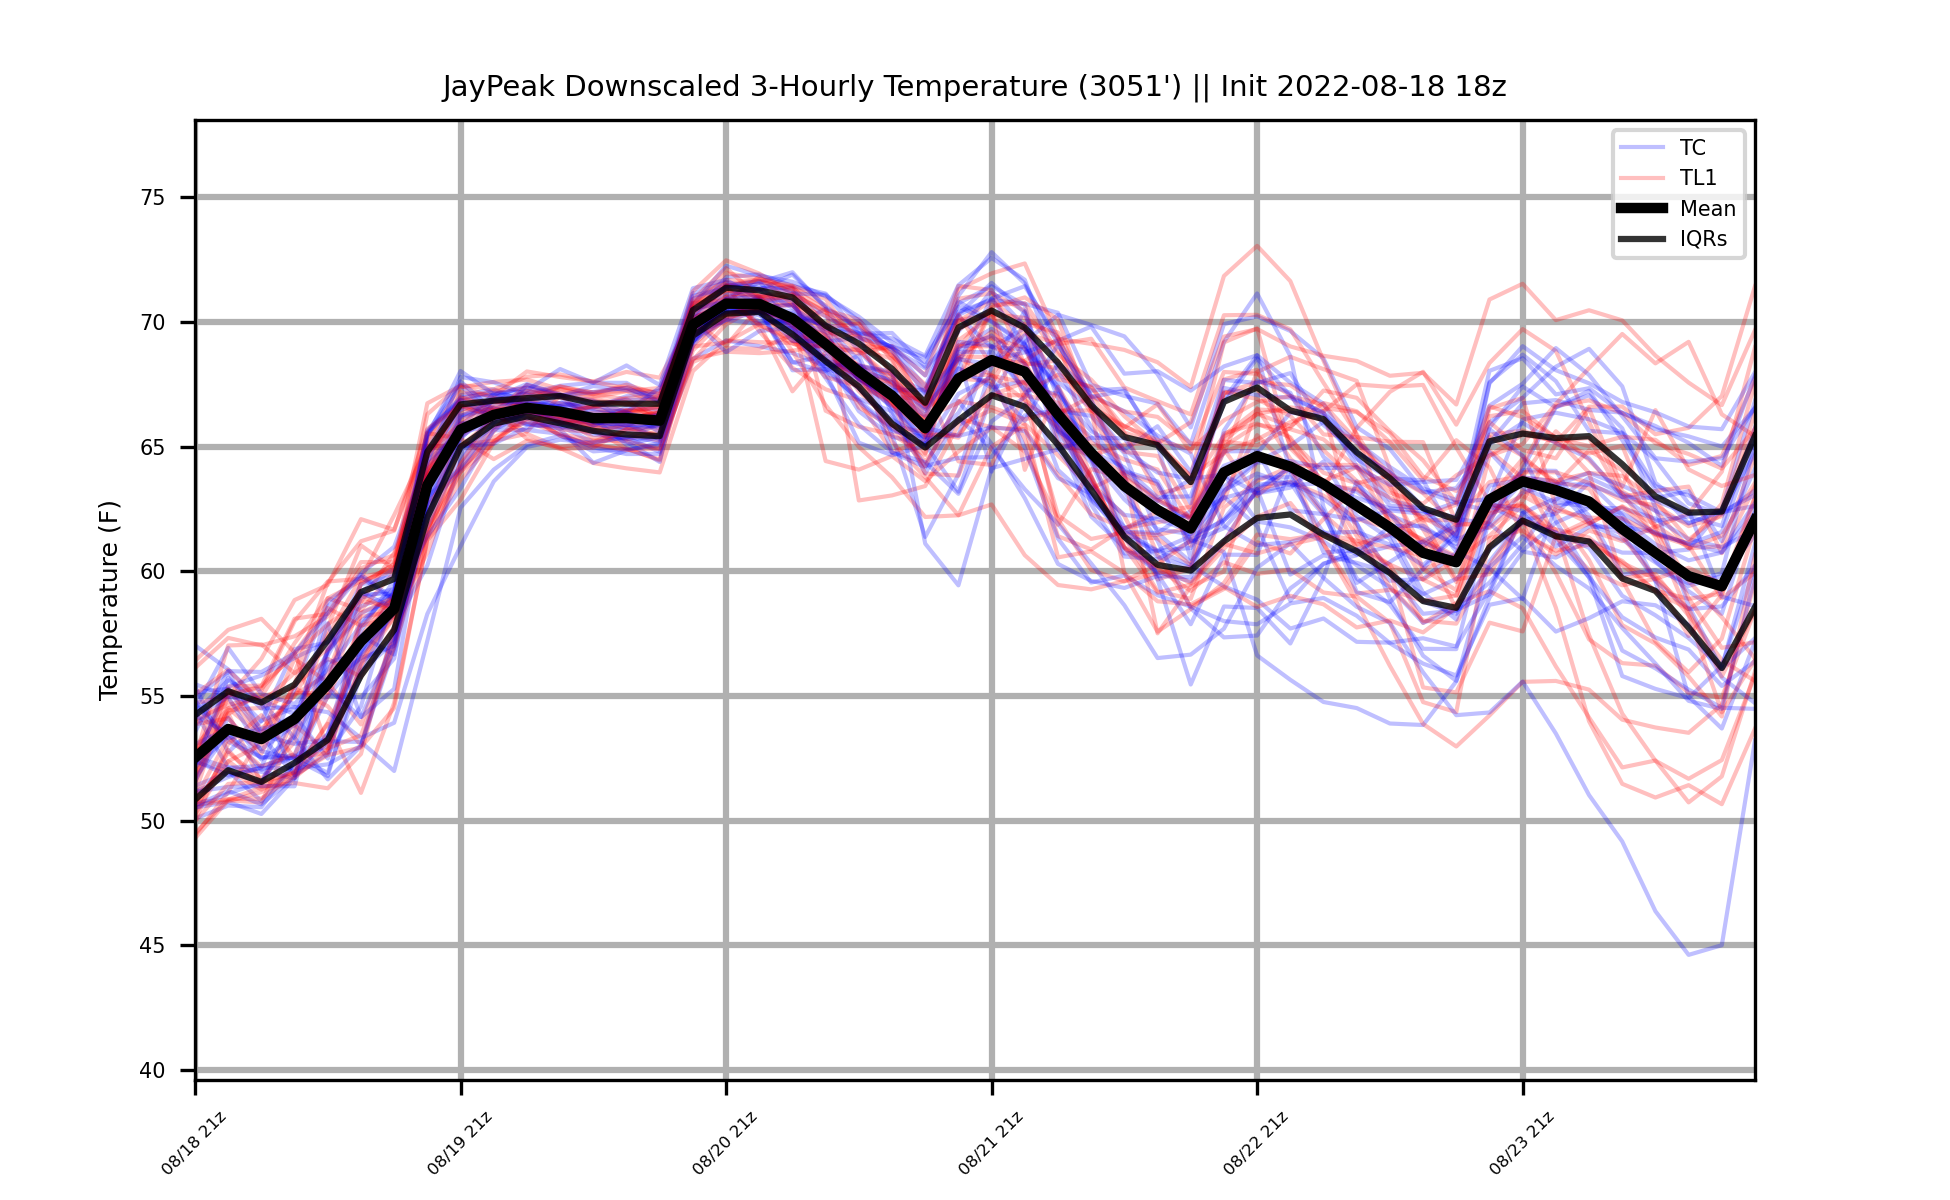 JayPeak Downscaled 3-Hourly Temperature (3051') || Init 2022-08-18 18z
TC
TL1
Mean
IQRs
Temperature (F)
75
70
65
60
55
50
45
40
08/18 21z
08/19 21z
08/20 21z
08/21 21z
08/22 21z
08/23 21z